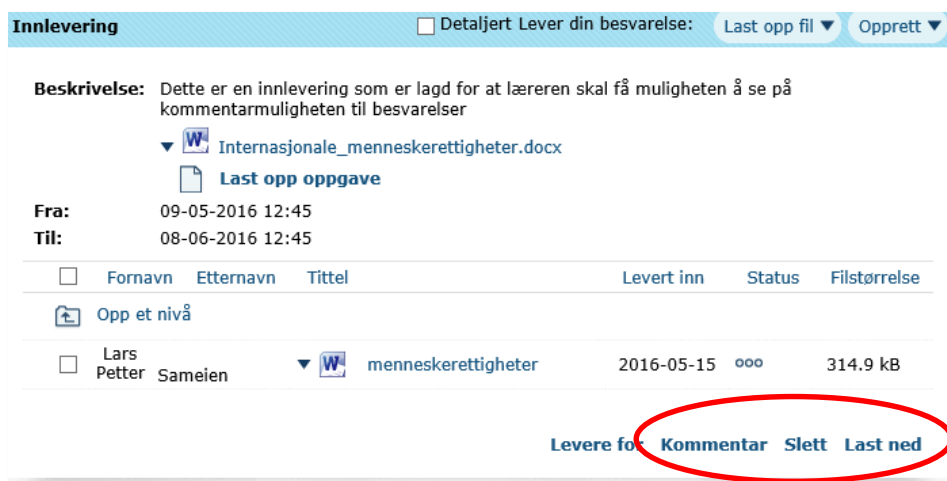 Innlevering Detaljert Lever din besvarelse: Last opp fil Opprett
Beskrivelse: Dette er en innlevering som er lagd for at læreren skal få muligheten å se på
kommentarmuligheten til besvarelser
Internasjonale_menneskerettigheter.docx
Last opp oppgave
Fra: 09-05-2016 12:45
Til: 08-06-2016 12:45
Fornavn Etternavn Tittel Levert inn Status Filstørrelse
Opp et nivå
Lars Petter Sameien menneskerettigheter 2016-05-15 ooo 314.9 kB
Levere for Kommentar Slett Last ned